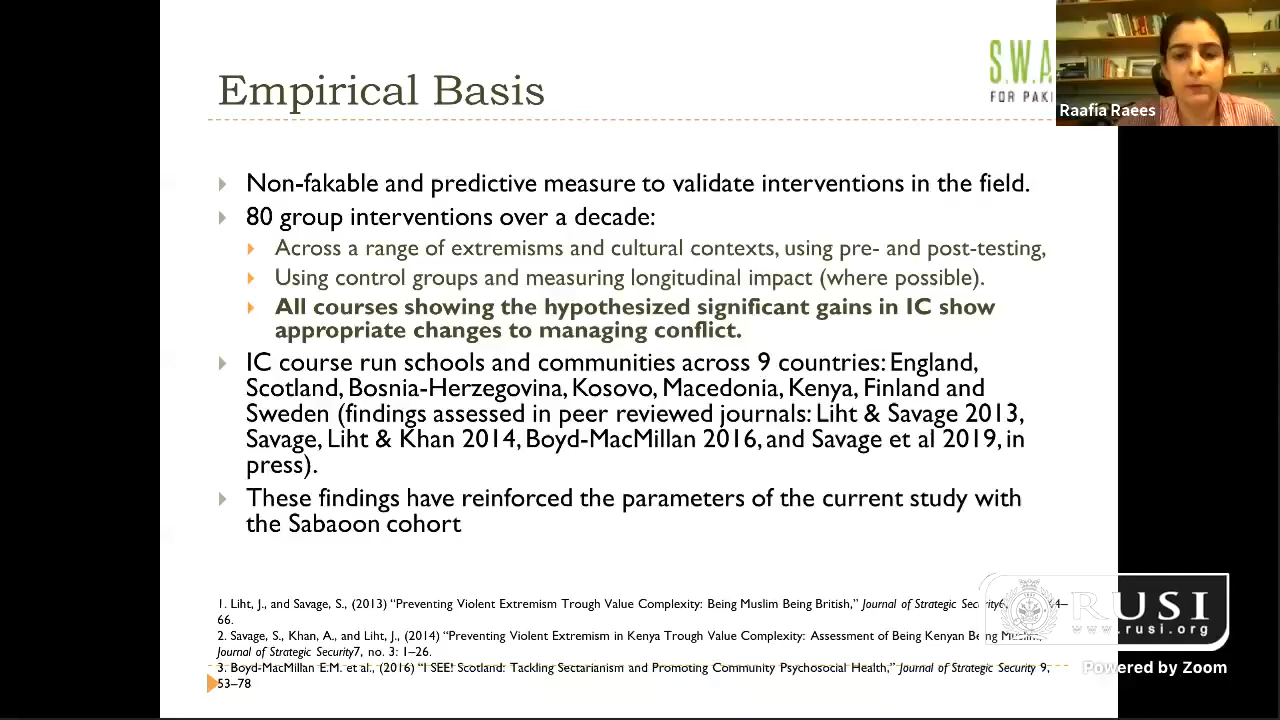 Empirical Basis
S.W.A
FOR PAKI
Raafia Raees
Non-fakable and predictive measure to validate interventions in the field.
80 group interventions over a decade:
Across a range of extremisms and cultural contexts, using pre- and post-testing,
Using control groups and measuring longitudinal impact (where possible).
All courses showing the hypothesized significant gains in IC show
appropriate changes to managing conflict.
IC course run schools and communities across 9 countries: England,
Scotland, Bosnia-Herzegovina, Kosovo, Macedonia, Kenya, Finland and
Sweden (findings assessed in peer reviewed journals: Liht & Savage 2013,
Savage, Liht & Khan 2014, Boyd-MacMillan 2016, and Savage et al 2019, in
press).
These findings have reinforced the parameters of the current study with
the Sabaoon cohort
1. Liht, J., and Savage, S., (2013) “Preventing Violent Extremism Trough Value Complexity: Being Muslim Being British,” Journal of Strategic Security6, 4–
66.
2. Savage, S., Khan, A., and Liht, J., (2014) “Preventing Violent Extremism in Kenya Trough Value Complexity: Assessment of Being Kenyan Being Muslim,”
Journal of Strategic Security7, no. 3: 1–26.
3. Boyd-MacMillan E.M. et al., (2016) “I SEE! Scotland: Tackling Sectarianism and Promoting Community Psychosocial Health,” Journal of Strategic Security 9,
53–78
RUSI
www.rusi.org
Powered by Zoom